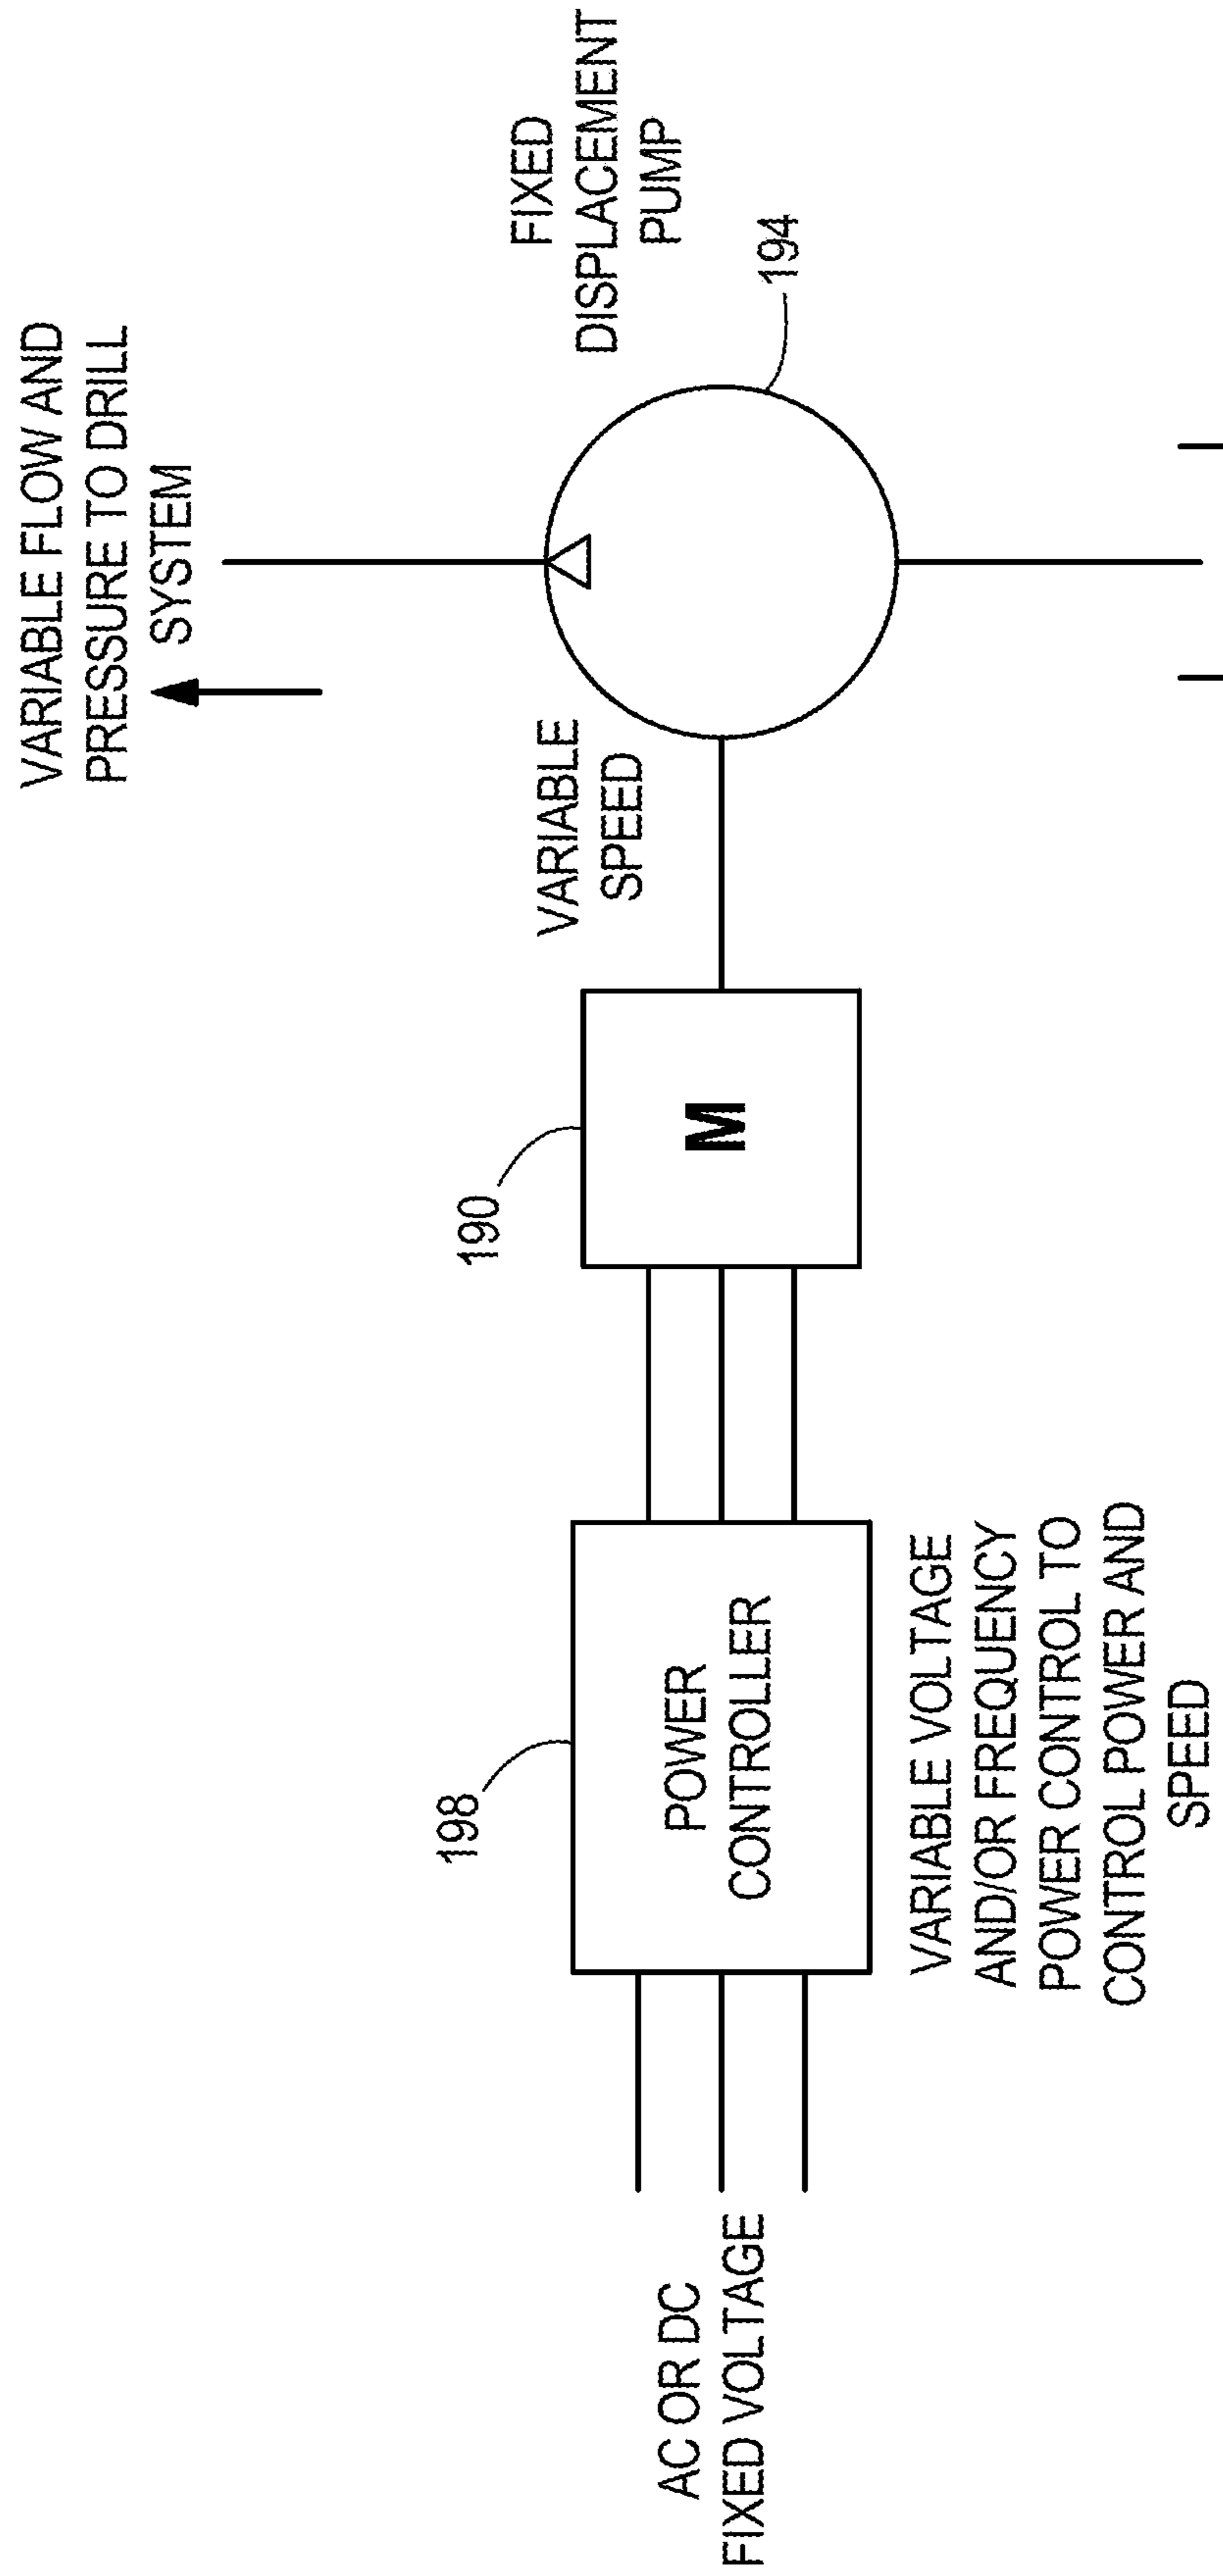 AC OR DC
FIXED VOLTAGE
198
POWER
CONTROLLER
VARIABLE VOLTAGE
AND/OR FREQUENCY
POWER CONTROL TO
CONTROL POWER AND
SPEED
190
M
VARIABLE
SPEED
VARIABLE FLOW AND
PRESSURE TO DRILL
SYSTEM
FIXED
DISPLACEMENT
PUMP
194